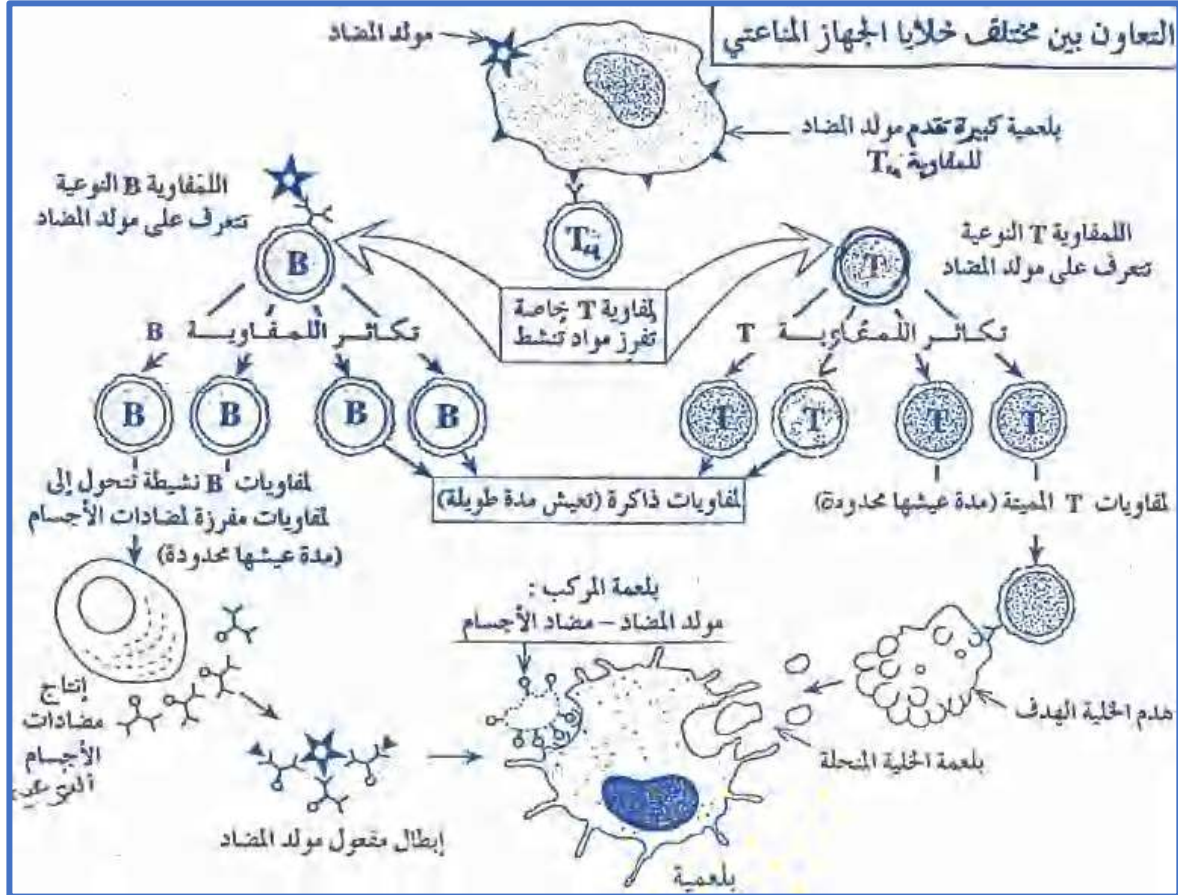 التعاون بين مختلف خلايا الجهاز المناعتي
مولد المضاد
بلعمية كبيرة تقدم مولد المضاد
للمفاوية T4
اللمفاوية B النوعية
تتعرف على مولد المضاد
T4
B
اللمفاوية T النوعية
تتعرف على مولد المضاد
T
لمفاوية T خاصة
تفرز مواد تنشط
تكاثر اللمفاوية B
تكاثر اللمفاوية T
B B B B
T T T T
لمفاويات B نشيطة تتحول إلى
لمفاويات مفرزة لمضادات الأجسام
(مدة عيشها محدودة)
لمفاويات ذاكرة (تعيش مدة طويلة)
لمفاويات T المميتة (مدة عيشها محدودة)
بلعمة المركب :
مولد المضاد – مضاد الأجسام
إنتاج
مضادات
الأجسام
هدم الخلية الهدف
بلعمة الخلية المنحلة
إبطال مفعول مولد المضاد
بلعمية